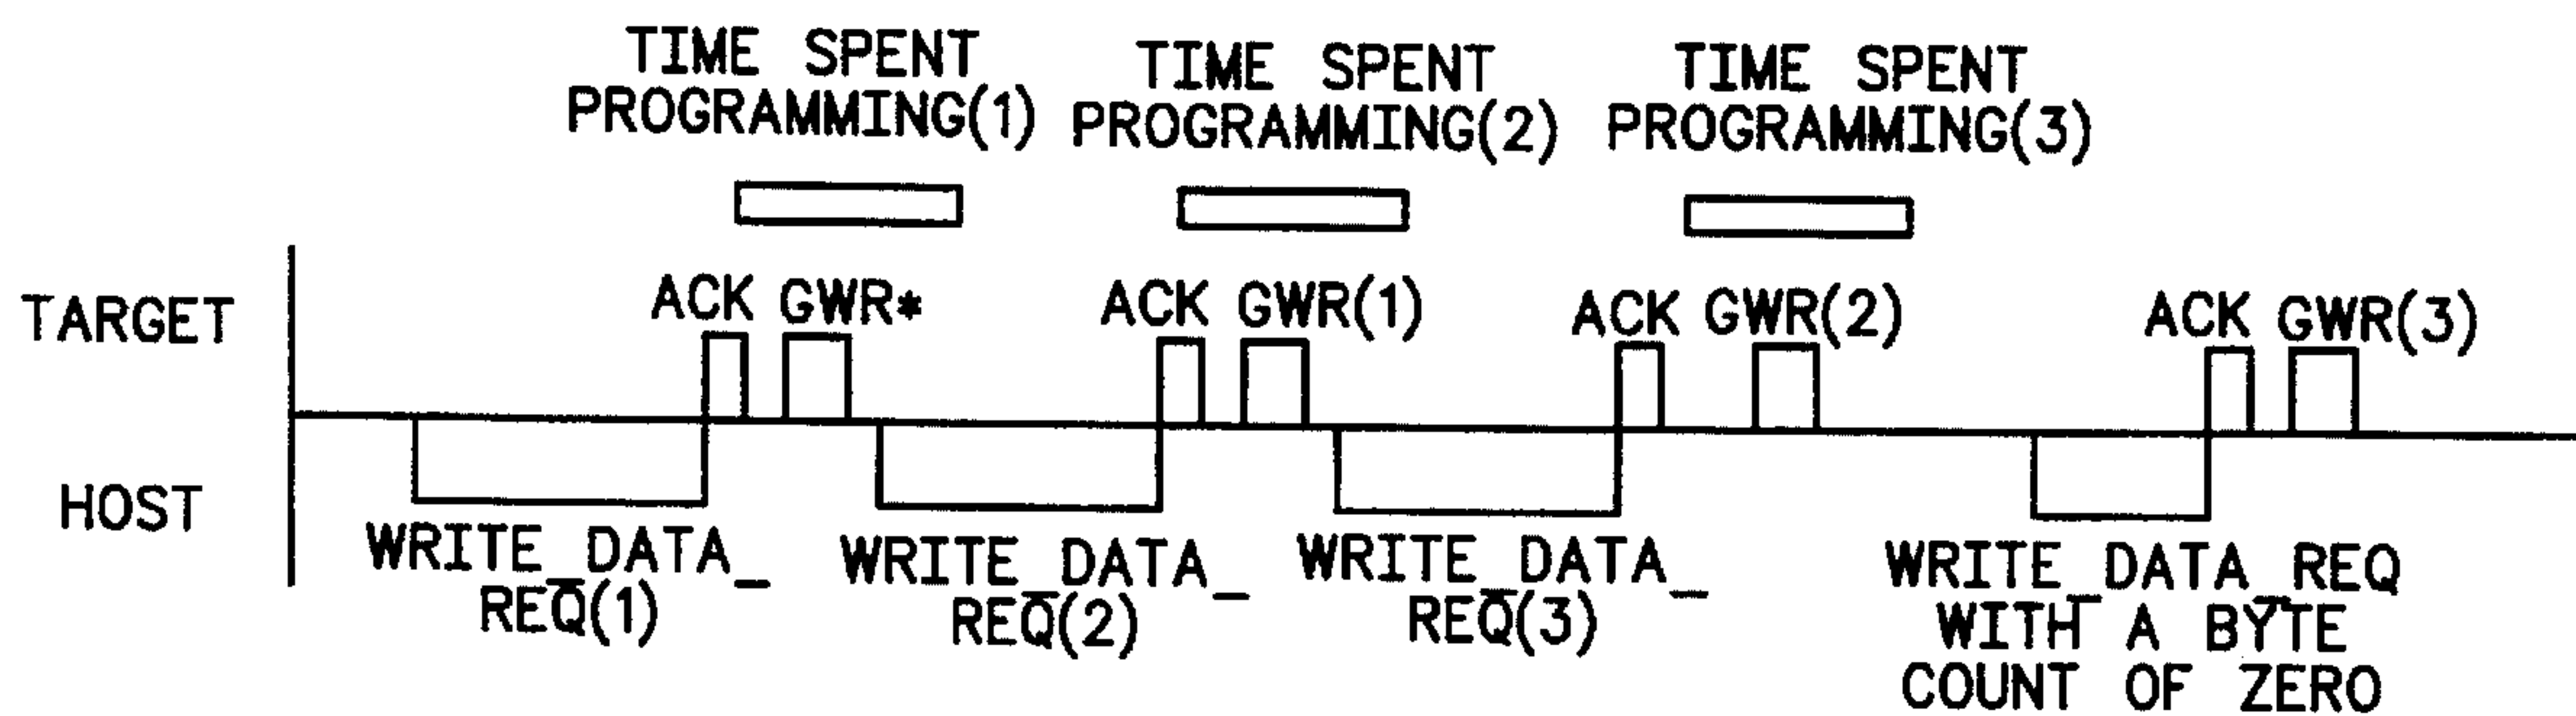 TIME SPENT
PROGRAMMING(1)
TIME SPENT
PROGRAMMING(2)
TIME SPENT
PROGRAMMING(3)
TARGET
ACK GWR*
ACK GWR(1)
ACK GWR(2)
ACK GWR(3)
HOST
WRITE_DATA_
REQ(1)
WRITE_DATA_
REQ(2)
WRITE_DATA_
REQ(3)
WRITE_DATA_REQ
WITH A BYTE
COUNT OF ZERO